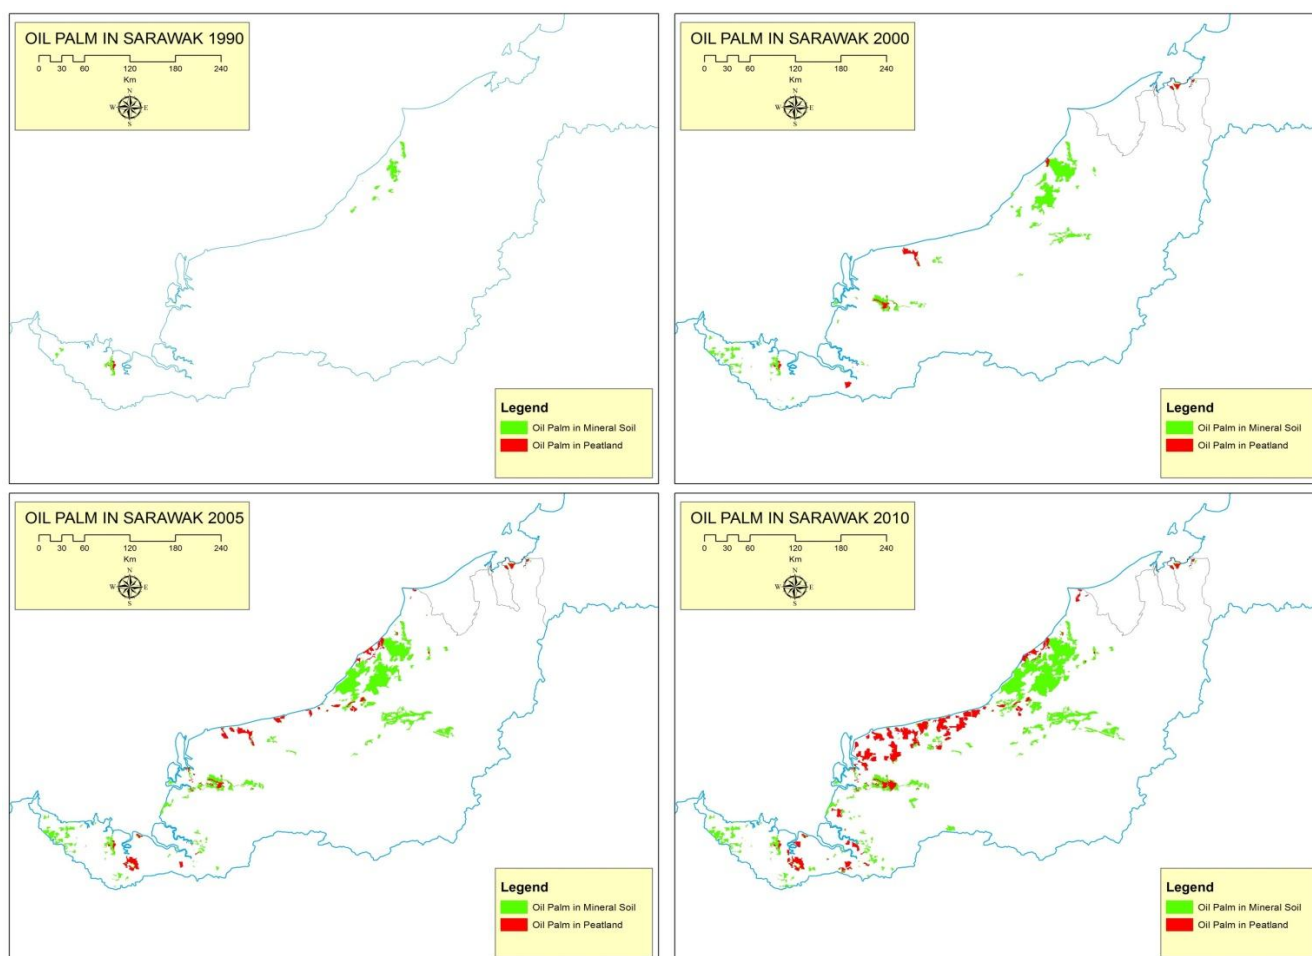 OIL PALM IN SARAWAK 1990
0 30 60 120 180 240
Km
N
W E
S
Legend
Oil Palm in Mineral Soil
Oil Palm in Peatland
OIL PALM IN SARAWAK 2000
0 30 60 120 180 240
Km
N
W E
S
Legend
Oil Palm in Mineral Soil
Oil Palm in Peatland
OIL PALM IN SARAWAK 2005
0 30 60 120 180 240
Km
N
W E
S
Legend
Oil Palm in Mineral Soil
Oil Palm in Peatland
OIL PALM IN SARAWAK 2010
0 30 60 120 180 240
Km
N
W E
S
Legend
Oil Palm in Mineral Soil
Oil Palm in Peatland